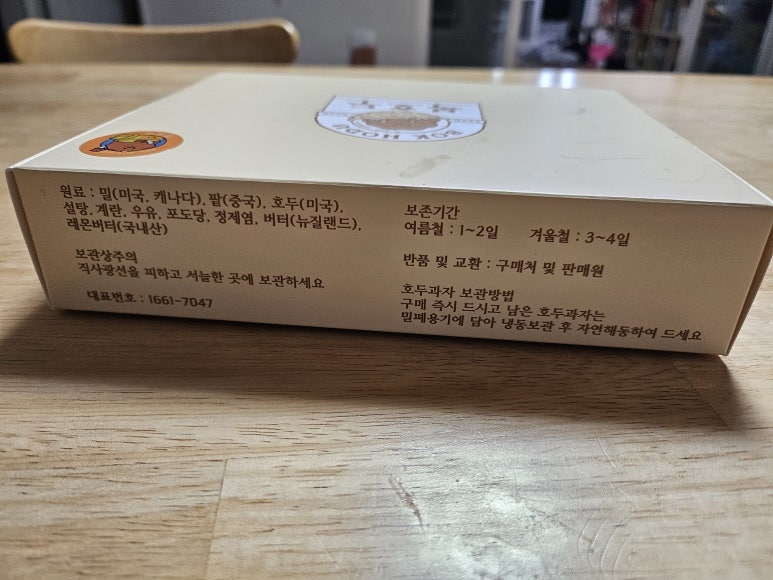 복호두
BOK HODU
원료 : 밀(미국, 캐나다), 팥(중국), 호두(미국),
설탕, 계란, 우유, 포도당, 정제염, 버터(뉴질랜드),
레몬버터(국내산)
보관상주의
직사광선을 피하고 서늘한 곳에 보관하세요
대표번호 : 1661-7047
보존기간
여름철 : 1~2일 겨울철 : 3~4일
반품 및 교환 : 구매처 및 판매원
호두과자 보관방법
구매 즉시 드시고 남은 호두과자는
밀폐용기에 담아 냉동보관 후 자연해동하여 드세요